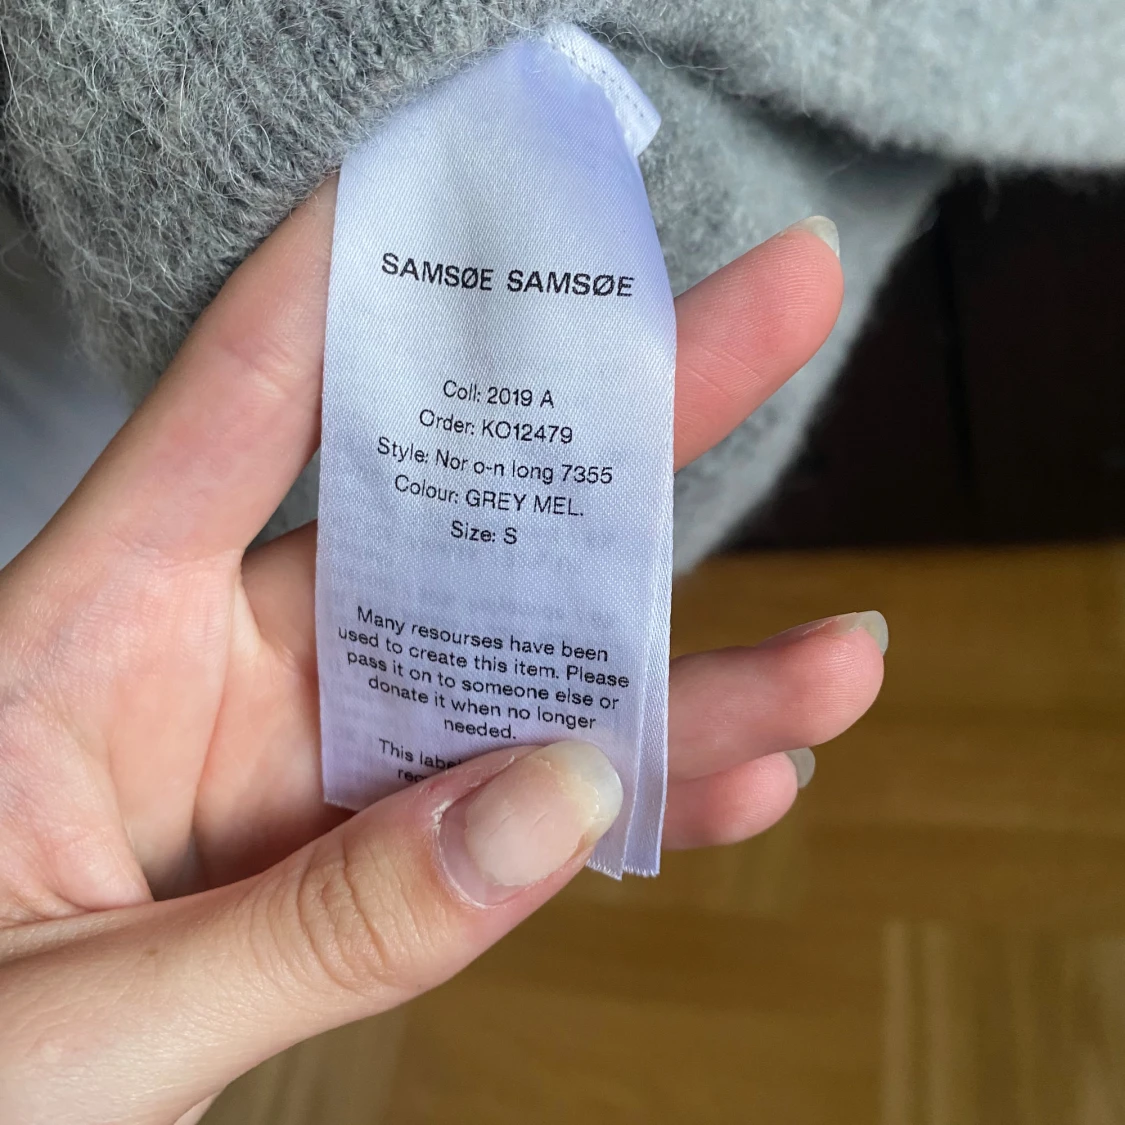 SAMSØE SAMSØE
Coll: 2019 A
Order: KO12479
Style: Nor o-n long 7355
Colour: GREY MEL.
Size: S
Many resourses have been
used to create this item. Please
pass it on to someone else or
donate it when no longer
needed.
This